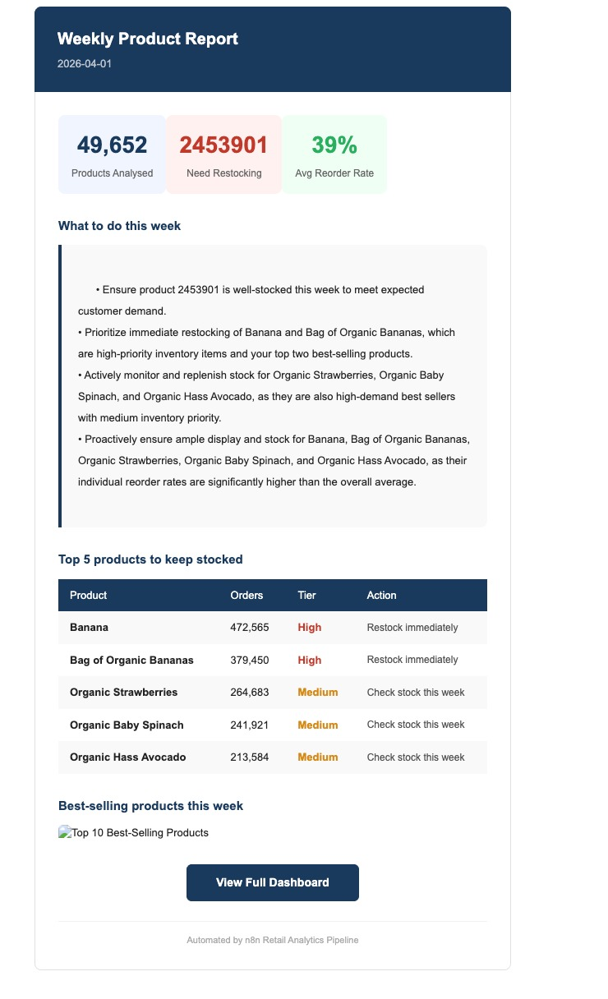 Weekly Product Report
2026-04-01
49,652 2453901 39%
Products Analysed Need Restocking Avg Reorder Rate
What to do this week
• Ensure product 2453901 is well-stocked this week to meet expected
customer demand.
• Prioritize immediate restocking of Banana and Bag of Organic Bananas, which
are high-priority inventory items and your top two best-selling products.
• Actively monitor and replenish stock for Organic Strawberries, Organic Baby
Spinach, and Organic Hass Avocado, as they are also high-demand best sellers
with medium inventory priority.
• Proactively ensure ample display and stock for Banana, Bag of Organic Bananas,
Organic Strawberries, Organic Baby Spinach, and Organic Hass Avocado, as their
individual reorder rates are significantly higher than the overall average.
Top 5 products to keep stocked
Product Orders Tier Action
Banana 472,565 High Restock immediately
Bag of Organic Bananas 379,450 High Restock immediately
Organic Strawberries 264,683 Medium Check stock this week
Organic Baby Spinach 241,921 Medium Check stock this week
Organic Hass Avocado 213,584 Medium Check stock this week
Best-selling products this week
Top 10 Best-Selling Products
View Full Dashboard
Automated by n8n Retail Analytics Pipeline